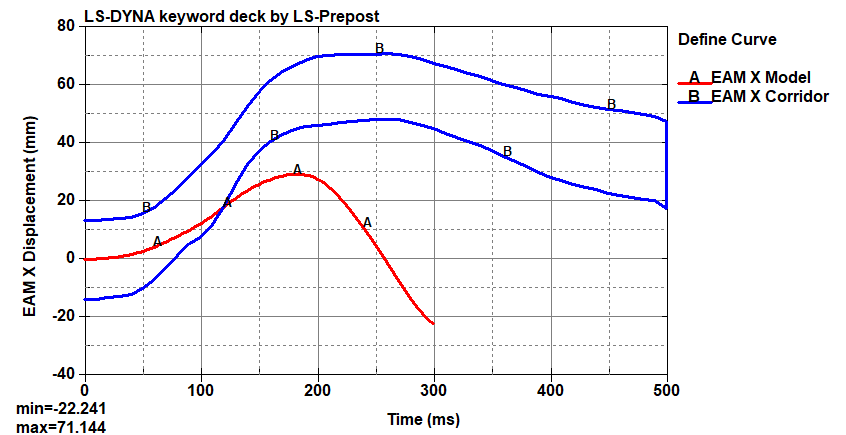 LS-DYNA keyword deck by LS-Prepost
Define Curve
A EAM X Model
B EAM X Corridor
EAM X Displacement (mm)
80
60
40
20
0
-20
-40
B
B
B
B
B
A
A
A
A
0 100 200 300 400 500
Time (ms)
min=-22.241
max=71.144